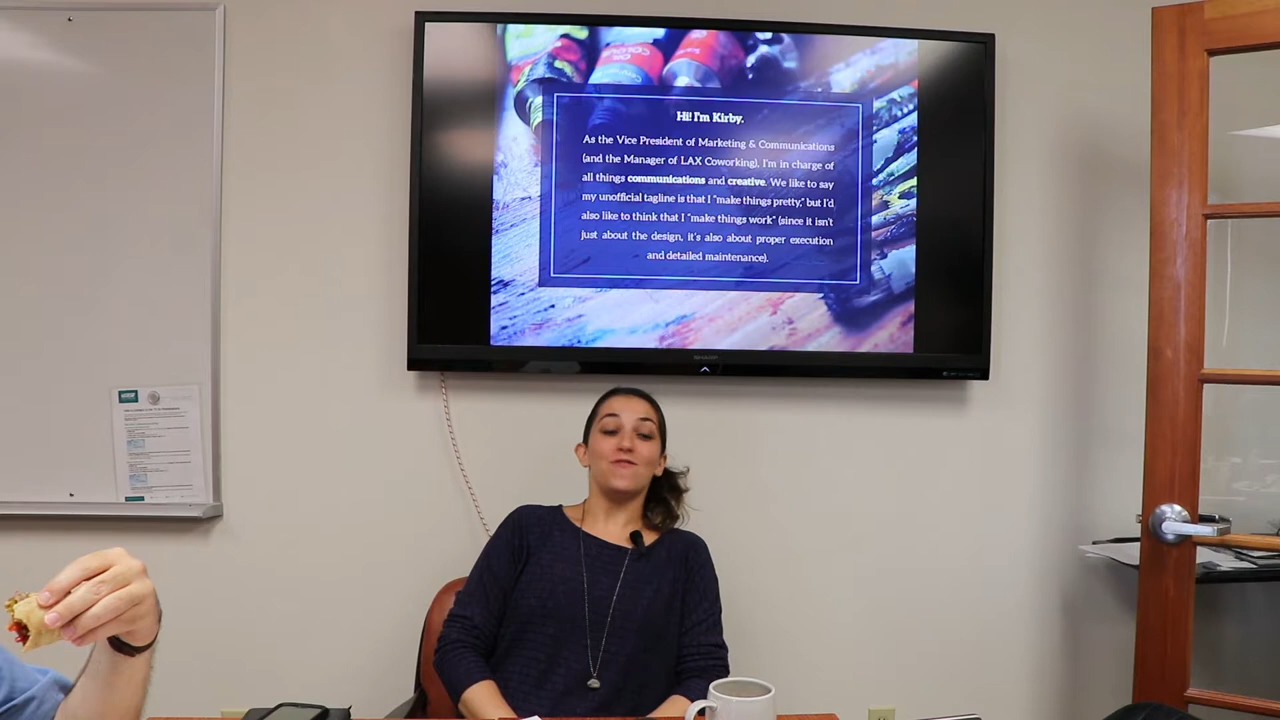 COLOUR
Hi! I'm Kirby.
As the Vice President of Marketing & Communications
(and the Manager of LAX Coworking), I'm in charge of
all things communications and creative. We like to say
my unofficial tagline is that I "make things pretty," but I'd
also like to think that I "make things work" (since it isn't
just about the design, it's also about proper execution
and detailed maintenance).
SHARP